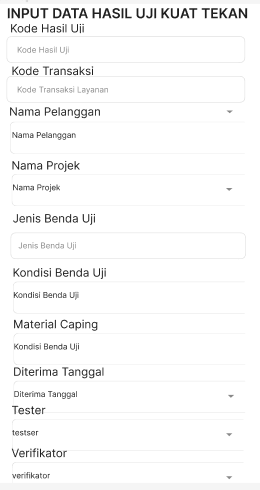 INPUT DATA HASIL UJI KUAT TEKAN
Kode Hasil Uji
Kode Hasil Uji
Kode Transaksi
Kode Transaksi Layanan
Nama Pelanggan
Nama Pelanggan
Nama Projek
Nama Projek
Jenis Benda Uji
Jenis Benda Uji
Kondisi Benda Uji
Kondisi Benda Uji
Material Caping
Kondisi Benda Uji
Diterima Tanggal
Diterima Tanggal
Tester
testser
Verifikator
verifikator